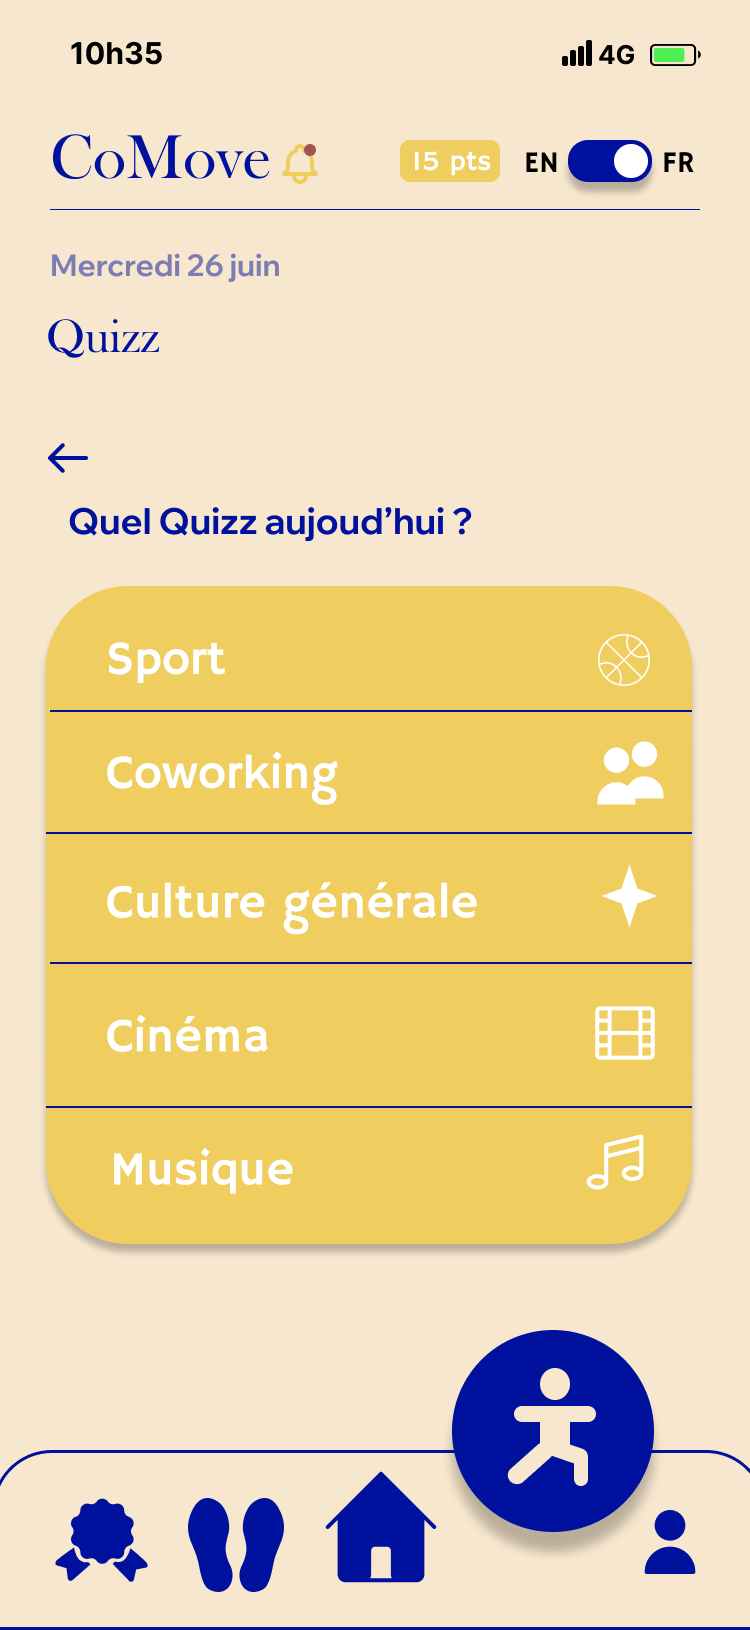 10h35 4G
CoMove 15 pts EN FR
Mercredi 26 juin
Quizz
Quel Quizz aujoud’hui ?
Sport
Coworking
Culture générale
Cinéma
Musique